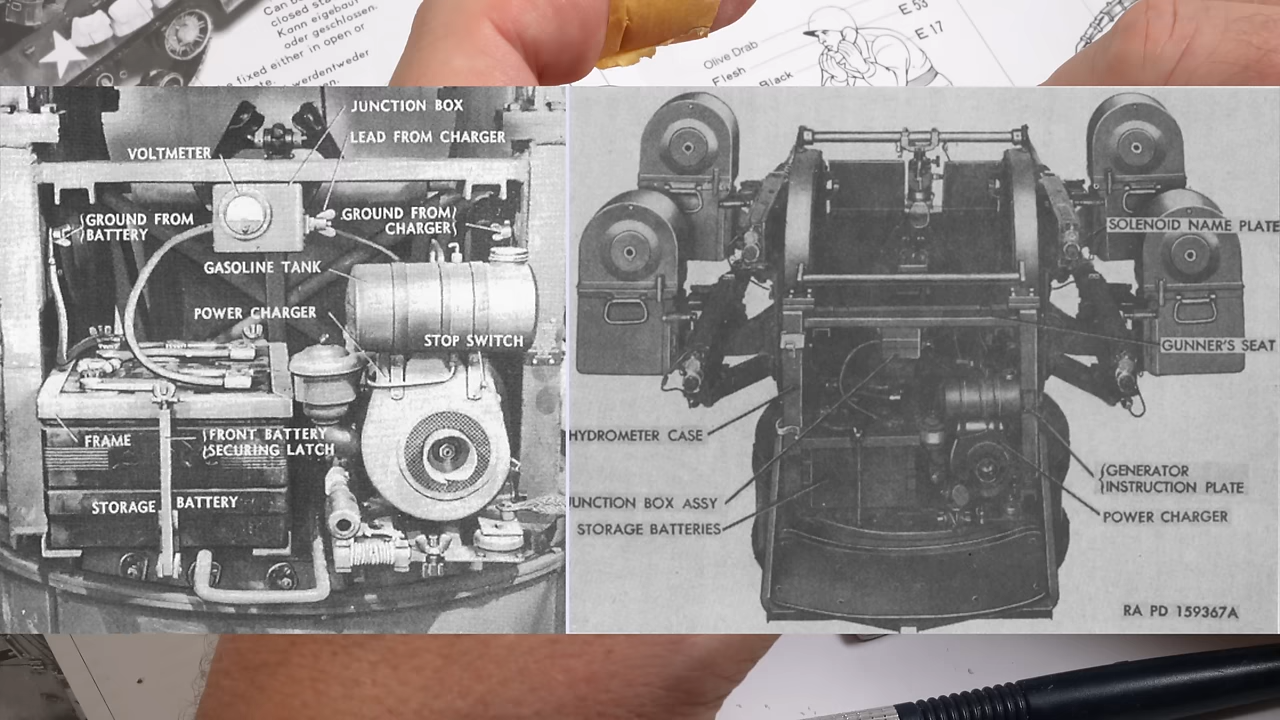 Can be
closed sta
Kann eigebau
oder geschlossen.
fixed either in open or
werdentweder
E 53
E 17
Olive Drab
Flesh
Black
JUNCTION BOX
LEAD FROM CHARGER
VOLTMETER
GROUND FROM
BATTERY
GROUND FROM
CHARGER
GASOLINE TANK
POWER CHARGER
STOP SWITCH
FRAME
FRONT BATTERY
SECURING LATCH
STORAGE BATTERY
SOLENOID NAME PLATE
GUNNER'S SEAT
HYDROMETER CASE
GENERATOR
INSTRUCTION PLATE
UNCTION BOX ASSY
STORAGE BATTERIES
POWER CHARGER
RA PD 159367A